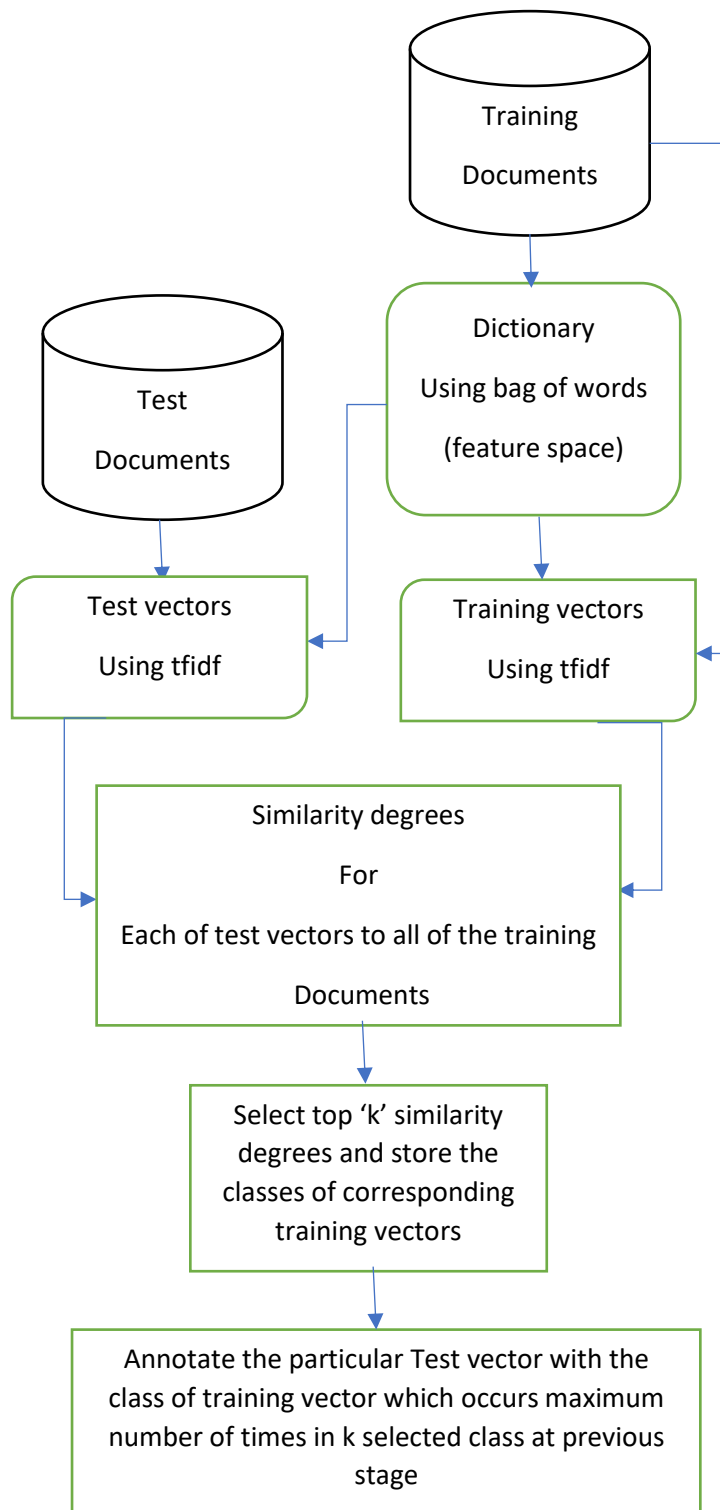 Training
Documents
Dictionary
Using bag of words
(feature space)
Test
Documents
Test vectors
Using tfidf
Training vectors
Using tfidf
Similarity degrees
For
Each of test vectors to all of the training
Documents
Select top ‘k’ similarity
degrees and store the
classes of corresponding
training vectors
Annotate the particular Test vector with the
class of training vector which occurs maximum
number of times in k selected class at previous
stage